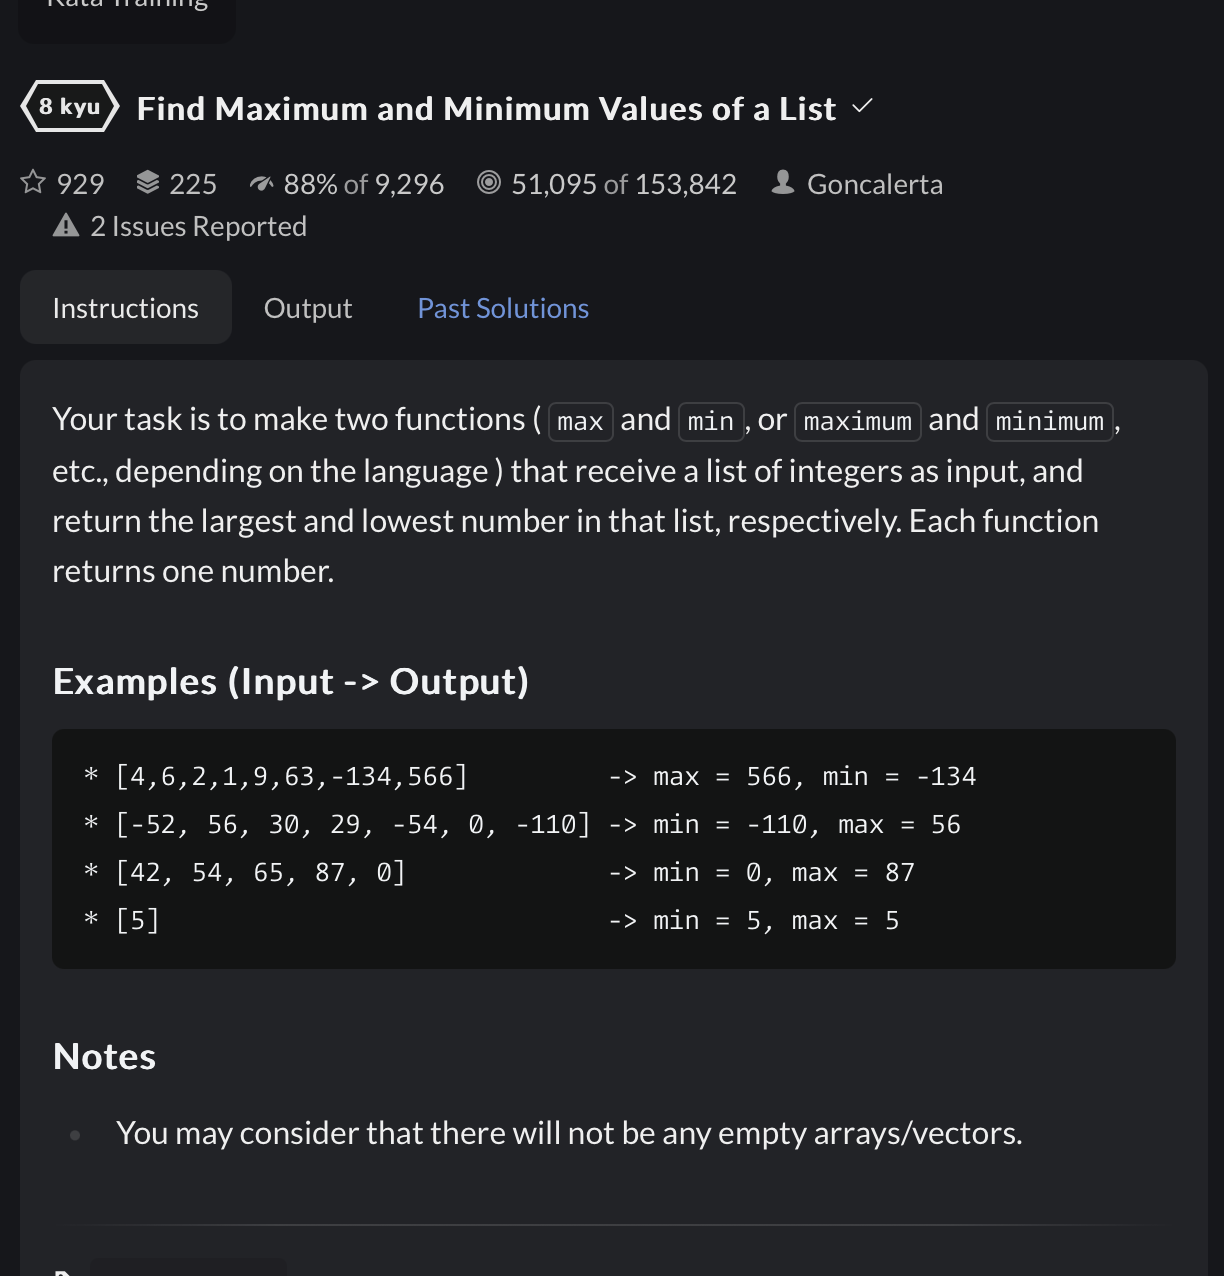 Kata Training
8 kyu Find Maximum and Minimum Values of a List
929 225 88% of 9,296 51,095 of 153,842 Goncalerta
2 Issues Reported
Instructions Output Past Solutions
Your task is to make two functions ( max and min, or maximum and minimum,
etc., depending on the language ) that receive a list of integers as input, and
return the largest and lowest number in that list, respectively. Each function
returns one number.
Examples (Input -> Output)
* [4,6,2,1,9,63,-134,566] -> max = 566, min = -134
* [-52, 56, 30, 29, -54, 0, -110] -> min = -110, max = 56
* [42, 54, 65, 87, 0] -> min = 0, max = 87
* [5] -> min = 5, max = 5
Notes
• You may consider that there will not be any empty arrays/vectors.